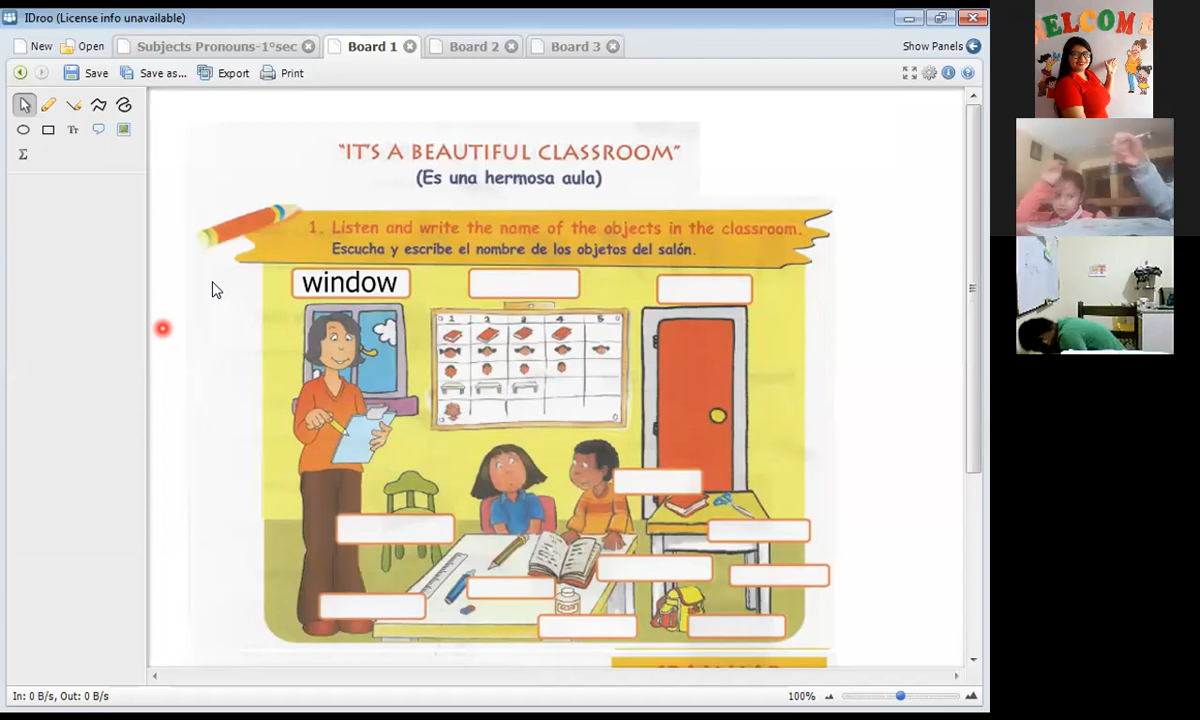 IDroo (License info unavailable)
New Open Subjects Pronouns-1°sec Board 1 Board 2 Board 3 Show Panels
Save Save as... Export Print
WELCOME
"IT'S A BEAUTIFUL CLASSROOM"
(Es una hermosa aula)
1. Listen and write the name of the objects in the classroom.
Escucha y escribe el nombre de los objetos del salón.
window
1 2 3 4 5
In: 0 B/s, Out: 0 B/s
100%